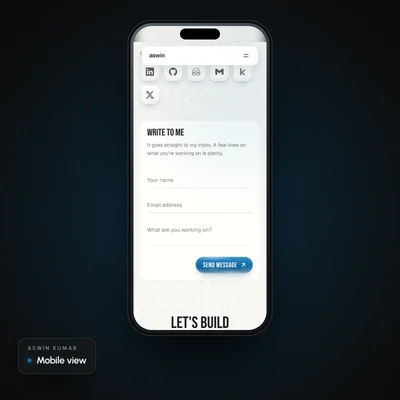 aswin
WRITE TO ME
It goes straight to my inbox. A few lines on
what you're working on is plenty.
Your name
Email address
What are you working on?
SEND MESSAGE
LET'S BUILD
ASWIN KUMAR
Mobile view